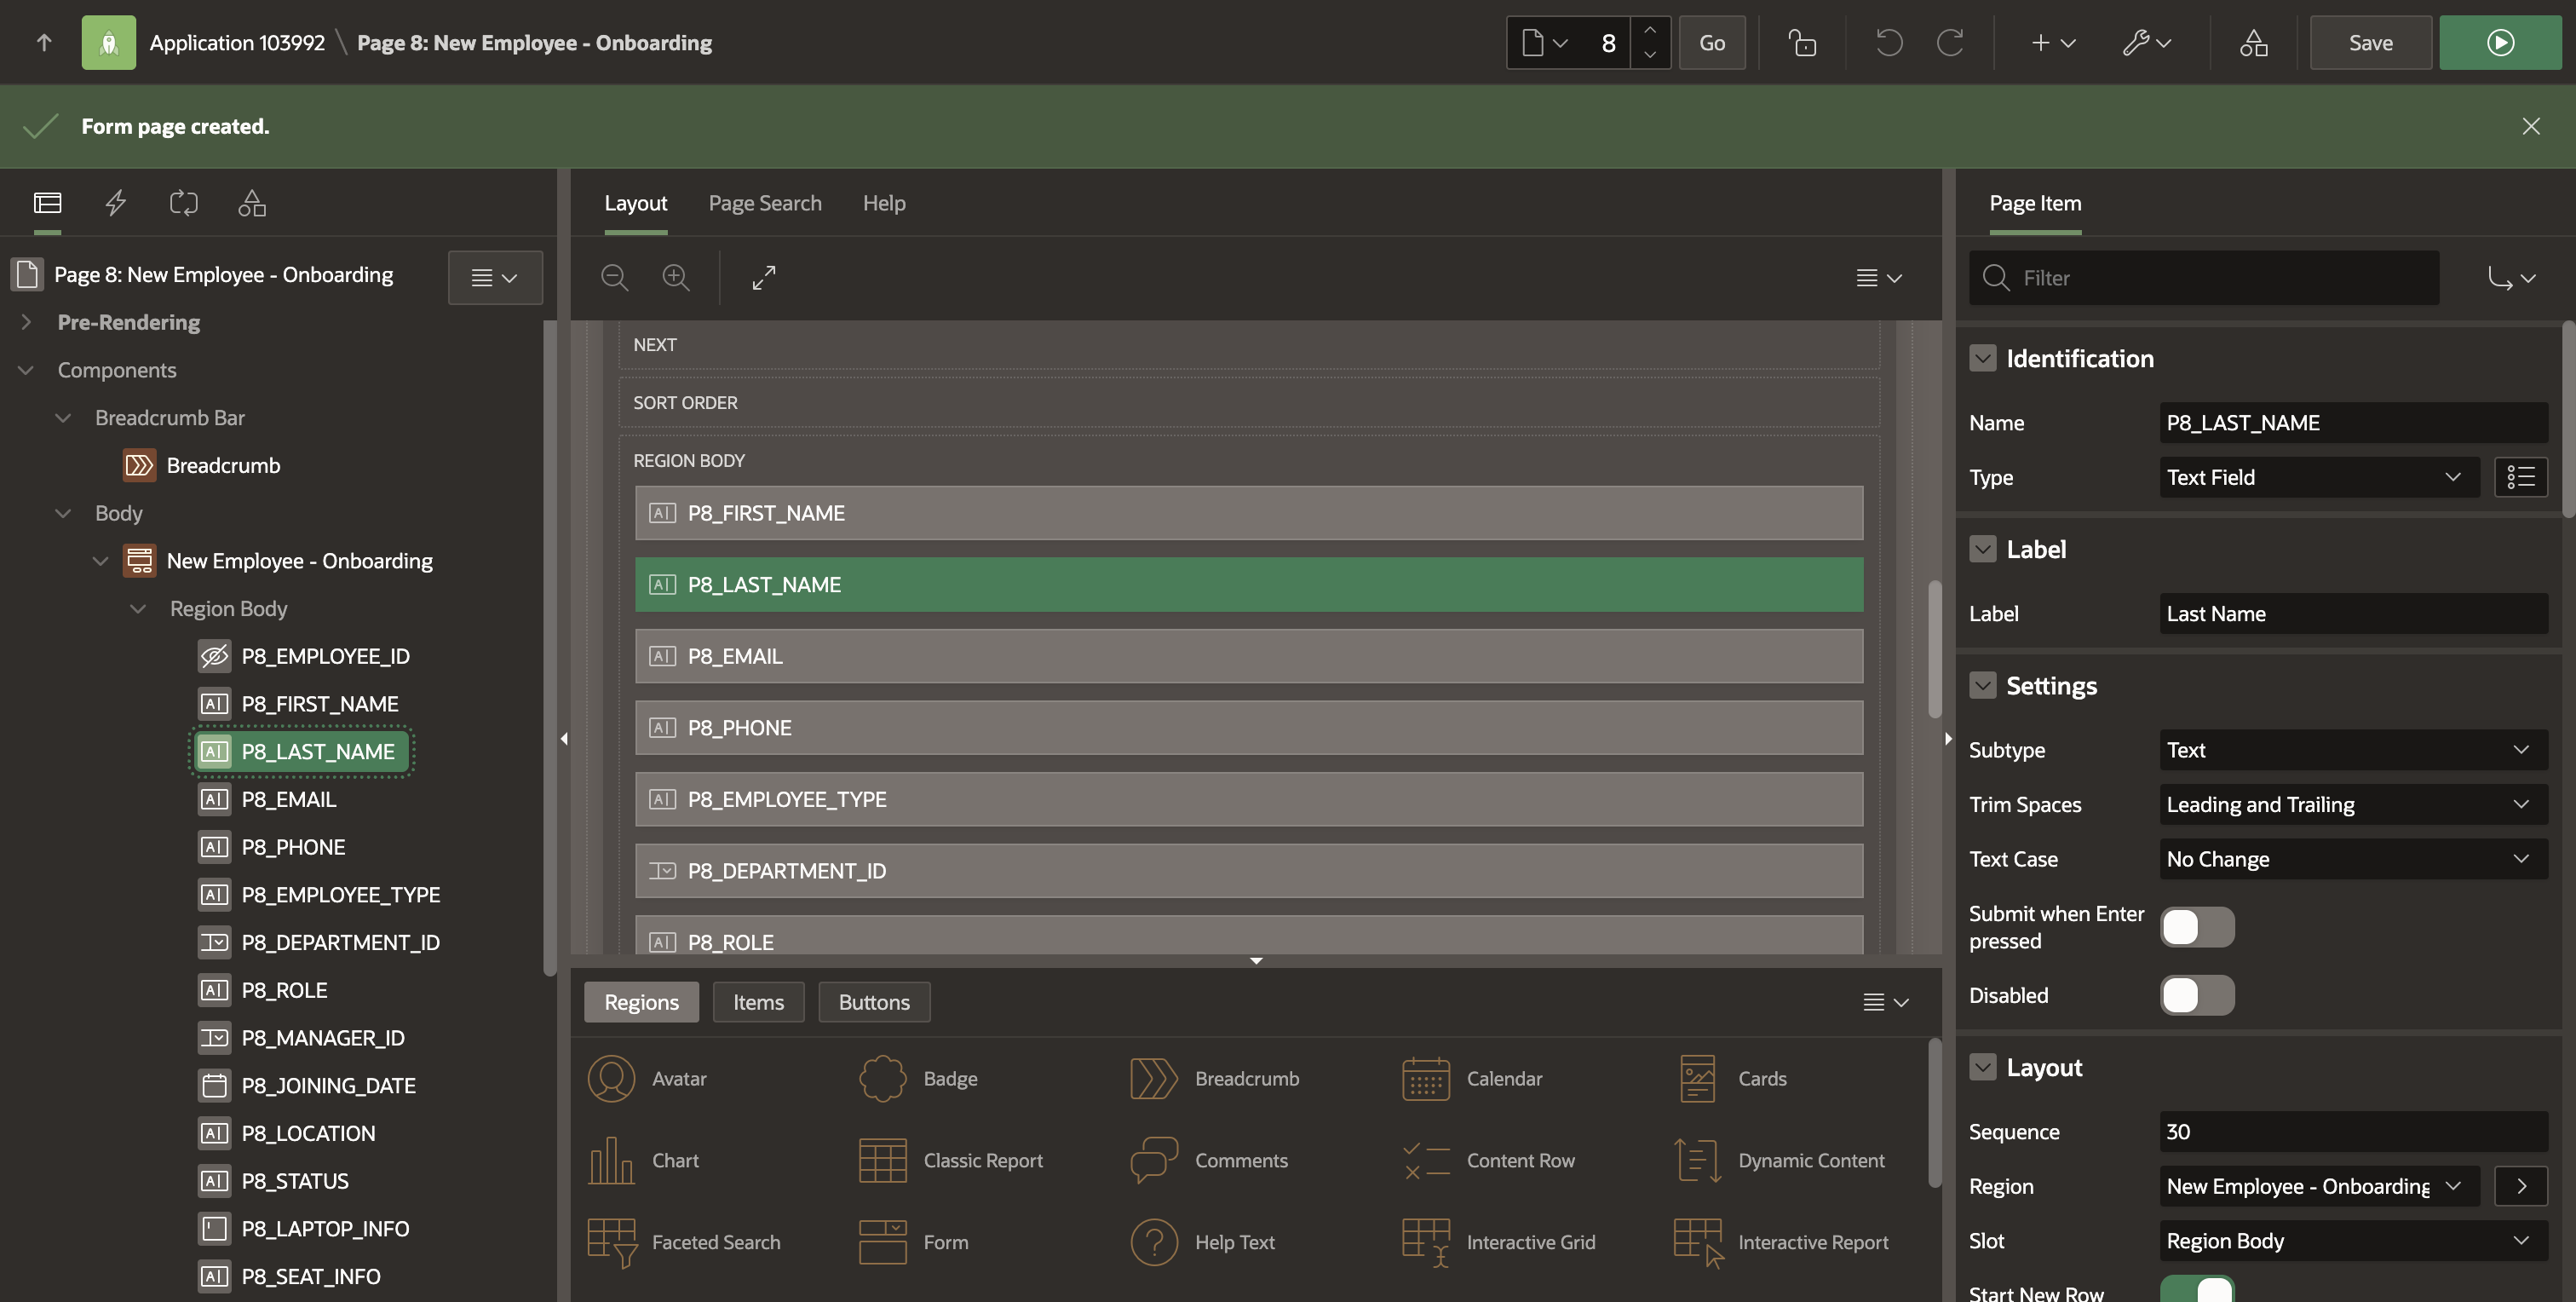 Application 103992 \ Page 8: New Employee - Onboarding
8
Go
Save
Form page created.
Layout
Page Search
Help
Page Item
Page 8: New Employee - Onboarding
Pre-Rendering
Components
Breadcrumb Bar
Breadcrumb
Body
New Employee - Onboarding
Region Body
P8_EMPLOYEE_ID
P8_FIRST_NAME
P8_LAST_NAME
P8_EMAIL
P8_PHONE
P8_EMPLOYEE_TYPE
P8_DEPARTMENT_ID
P8_ROLE
P8_MANAGER_ID
P8_JOINING_DATE
P8_LOCATION
P8_STATUS
P8_LAPTOP_INFO
P8_SEAT_INFO
NEXT
SORT ORDER
REGION BODY
P8_FIRST_NAME
P8_LAST_NAME
P8_EMAIL
P8_PHONE
P8_EMPLOYEE_TYPE
P8_DEPARTMENT_ID
P8_ROLE
Regions
Items
Buttons
Avatar
Badge
Breadcrumb
Calendar
Cards
Chart
Classic Report
Comments
Content Row
Dynamic Content
Faceted Search
Form
Help Text
Interactive Grid
Interactive Report
Filter
Identification
Name
P8_LAST_NAME
Type
Text Field
Label
Label
Last Name
Settings
Subtype
Text
Trim Spaces
Leading and Trailing
Text Case
No Change
Submit when Enter
pressed
Disabled
Layout
Sequence
30
Region
New Employee - Onboarding
Slot
Region Body
Start New Row